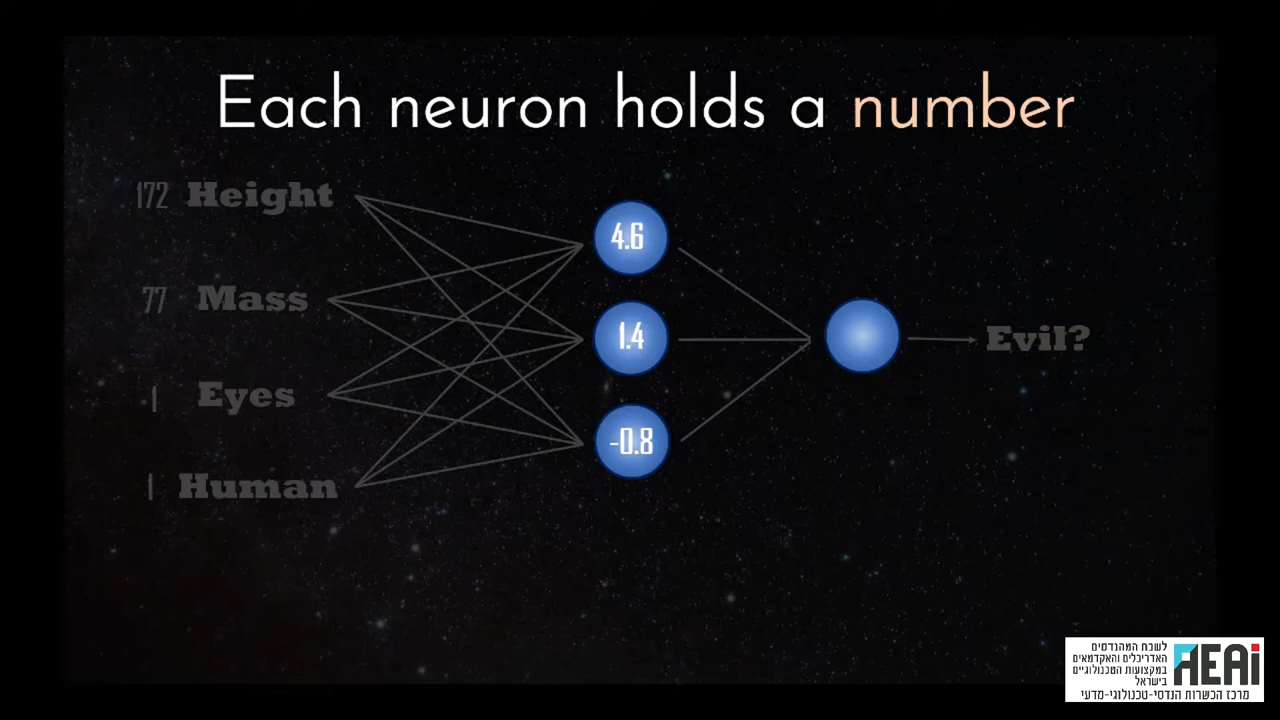 Each neuron holds a number
172 Height
4.6
77 Mass
1.4
Evil?
1 Eyes
-0.8
1 Human
לשכת המהנדסים
האדריכלים והאקדמאים
במקצועות הטכנולוגיים
בישראל
AEAi
מרכז הכשרות הנדסי-טכנולוגי-מדעי